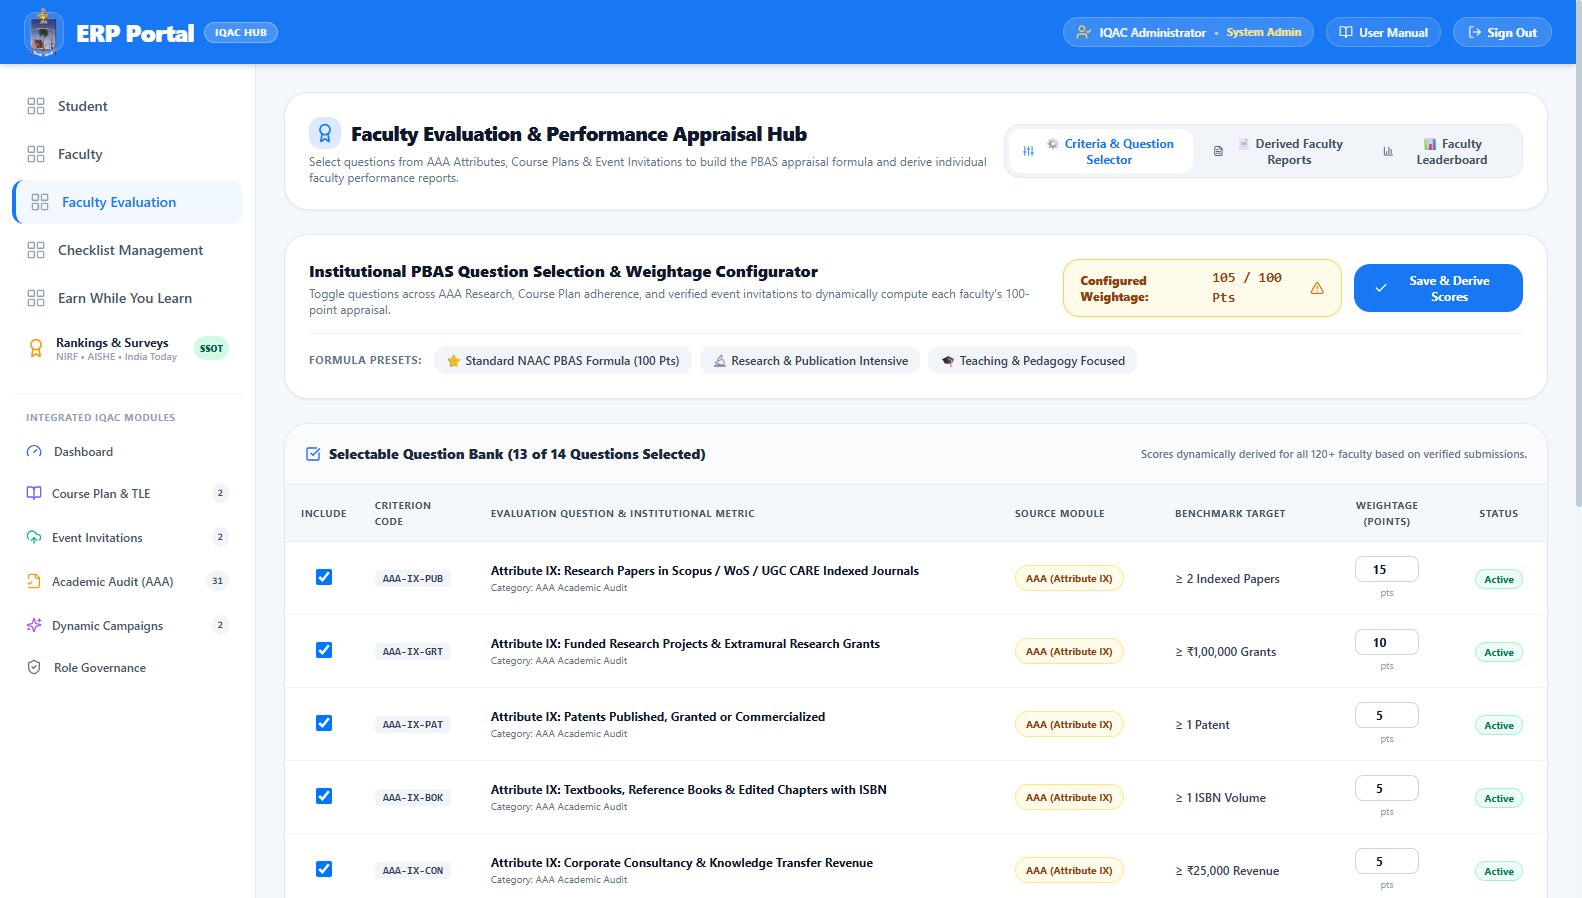 ERP Portal
IQAC HUB
IQAC Administrator • System Admin
User Manual
Sign Out
Student
Faculty
Faculty Evaluation
Checklist Management
Earn While You Learn
Rankings & Surveys
NIRF • AISHE • India Today
SSOT
INTEGRATED IQAC MODULES
Dashboard
Course Plan & TLE
2
Event Invitations
2
Academic Audit (AAA)
31
Dynamic Campaigns
2
Role Governance
Faculty Evaluation & Performance Appraisal Hub
Select questions from AAA Attributes, Course Plans & Event Invitations to build the PBAS appraisal formula and derive individual
faculty performance reports.
Criteria & Question
Selector
Derived Faculty
Reports
Faculty
Leaderboard
Institutional PBAS Question Selection & Weightage Configurator
Toggle questions across AAA Research, Course Plan adherence, and verified event invitations to dynamically compute each faculty's 100-
point appraisal.
Configured
Weightage:
105 / 100
Pts
Save & Derive
Scores
FORMULA PRESETS:
Standard NAAC PBAS Formula (100 Pts)
Research & Publication Intensive
Teaching & Pedagogy Focused
Selectable Question Bank (13 of 14 Questions Selected)
Scores dynamically derived for all 120+ faculty based on verified submissions.
INCLUDE
CRITERION
CODE
EVALUATION QUESTION & INSTITUTIONAL METRIC
SOURCE MODULE
BENCHMARK TARGET
WEIGHTAGE
(POINTS)
STATUS
AAA-IX-PUB
Attribute IX: Research Papers in Scopus / WoS / UGC CARE Indexed Journals
Category: AAA Academic Audit
AAA (Attribute IX)
≥ 2 Indexed Papers
15
pts
Active
AAA-IX-GRT
Attribute IX: Funded Research Projects & Extramural Research Grants
Category: AAA Academic Audit
AAA (Attribute IX)
≥ ₹1,00,000 Grants
10
pts
Active
AAA-IX-PAT
Attribute IX: Patents Published, Granted or Commercialized
Category: AAA Academic Audit
AAA (Attribute IX)
≥ 1 Patent
5
pts
Active
AAA-IX-BOK
Attribute IX: Textbooks, Reference Books & Edited Chapters with ISBN
Category: AAA Academic Audit
AAA (Attribute IX)
≥ 1 ISBN Volume
5
pts
Active
AAA-IX-CON
Attribute IX: Corporate Consultancy & Knowledge Transfer Revenue
Category: AAA Academic Audit
AAA (Attribute IX)
≥ ₹25,000 Revenue
5
pts
Active